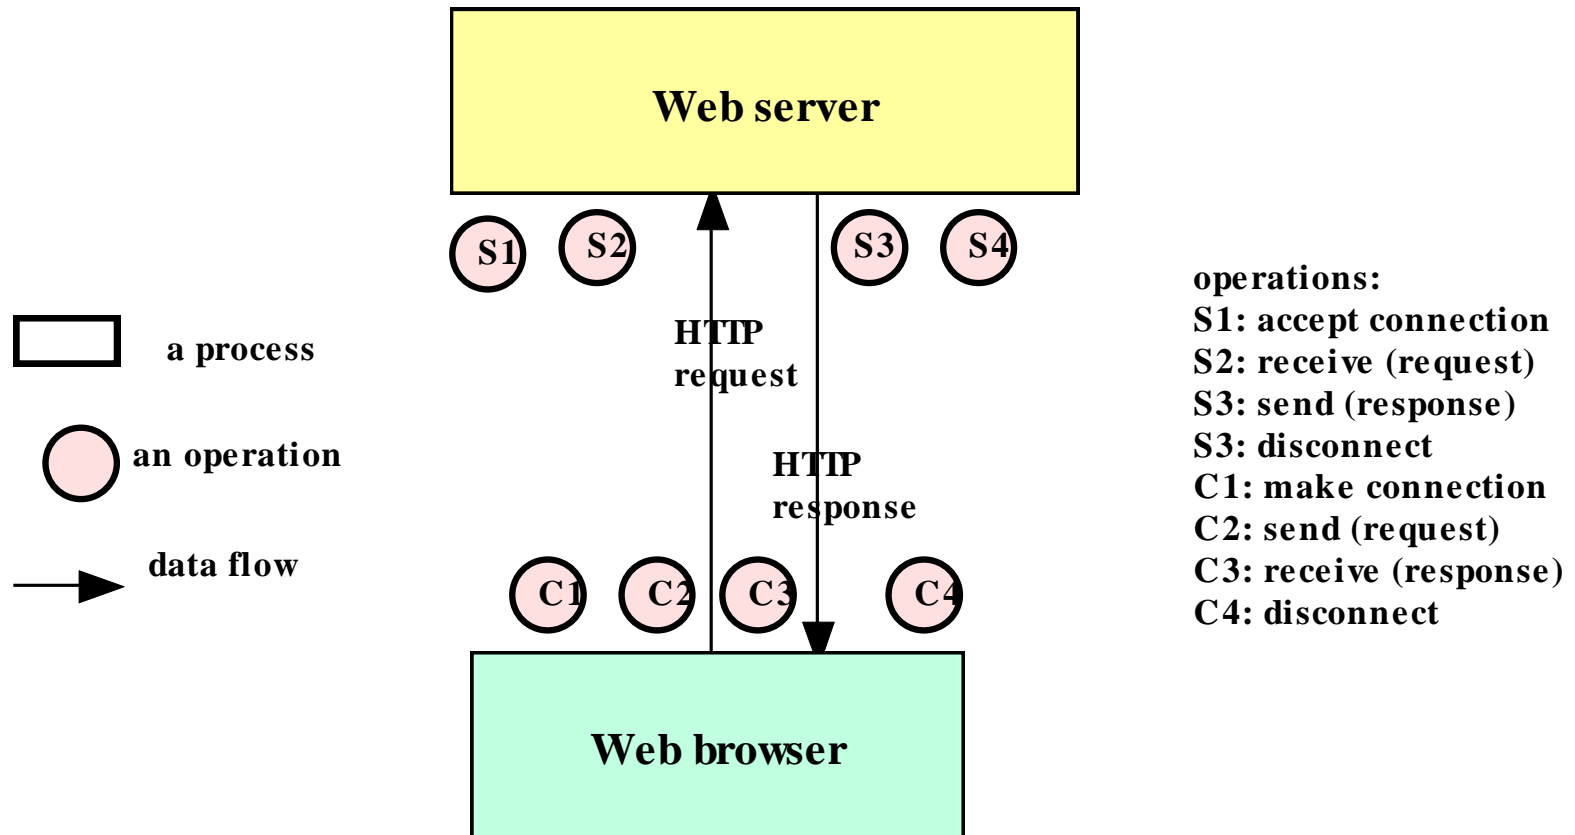 Web server
S1
S2
S3
S4
HTTP
request
HTTP
response
a process
an operation
data flow
C1
C2
C3
C4
Web browser
operations:
S1: accept connection
S2: receive (request)
S3: send (response)
S3: disconnect
C1: make connection
C2: send (request)
C3: receive (response)
C4: disconnect